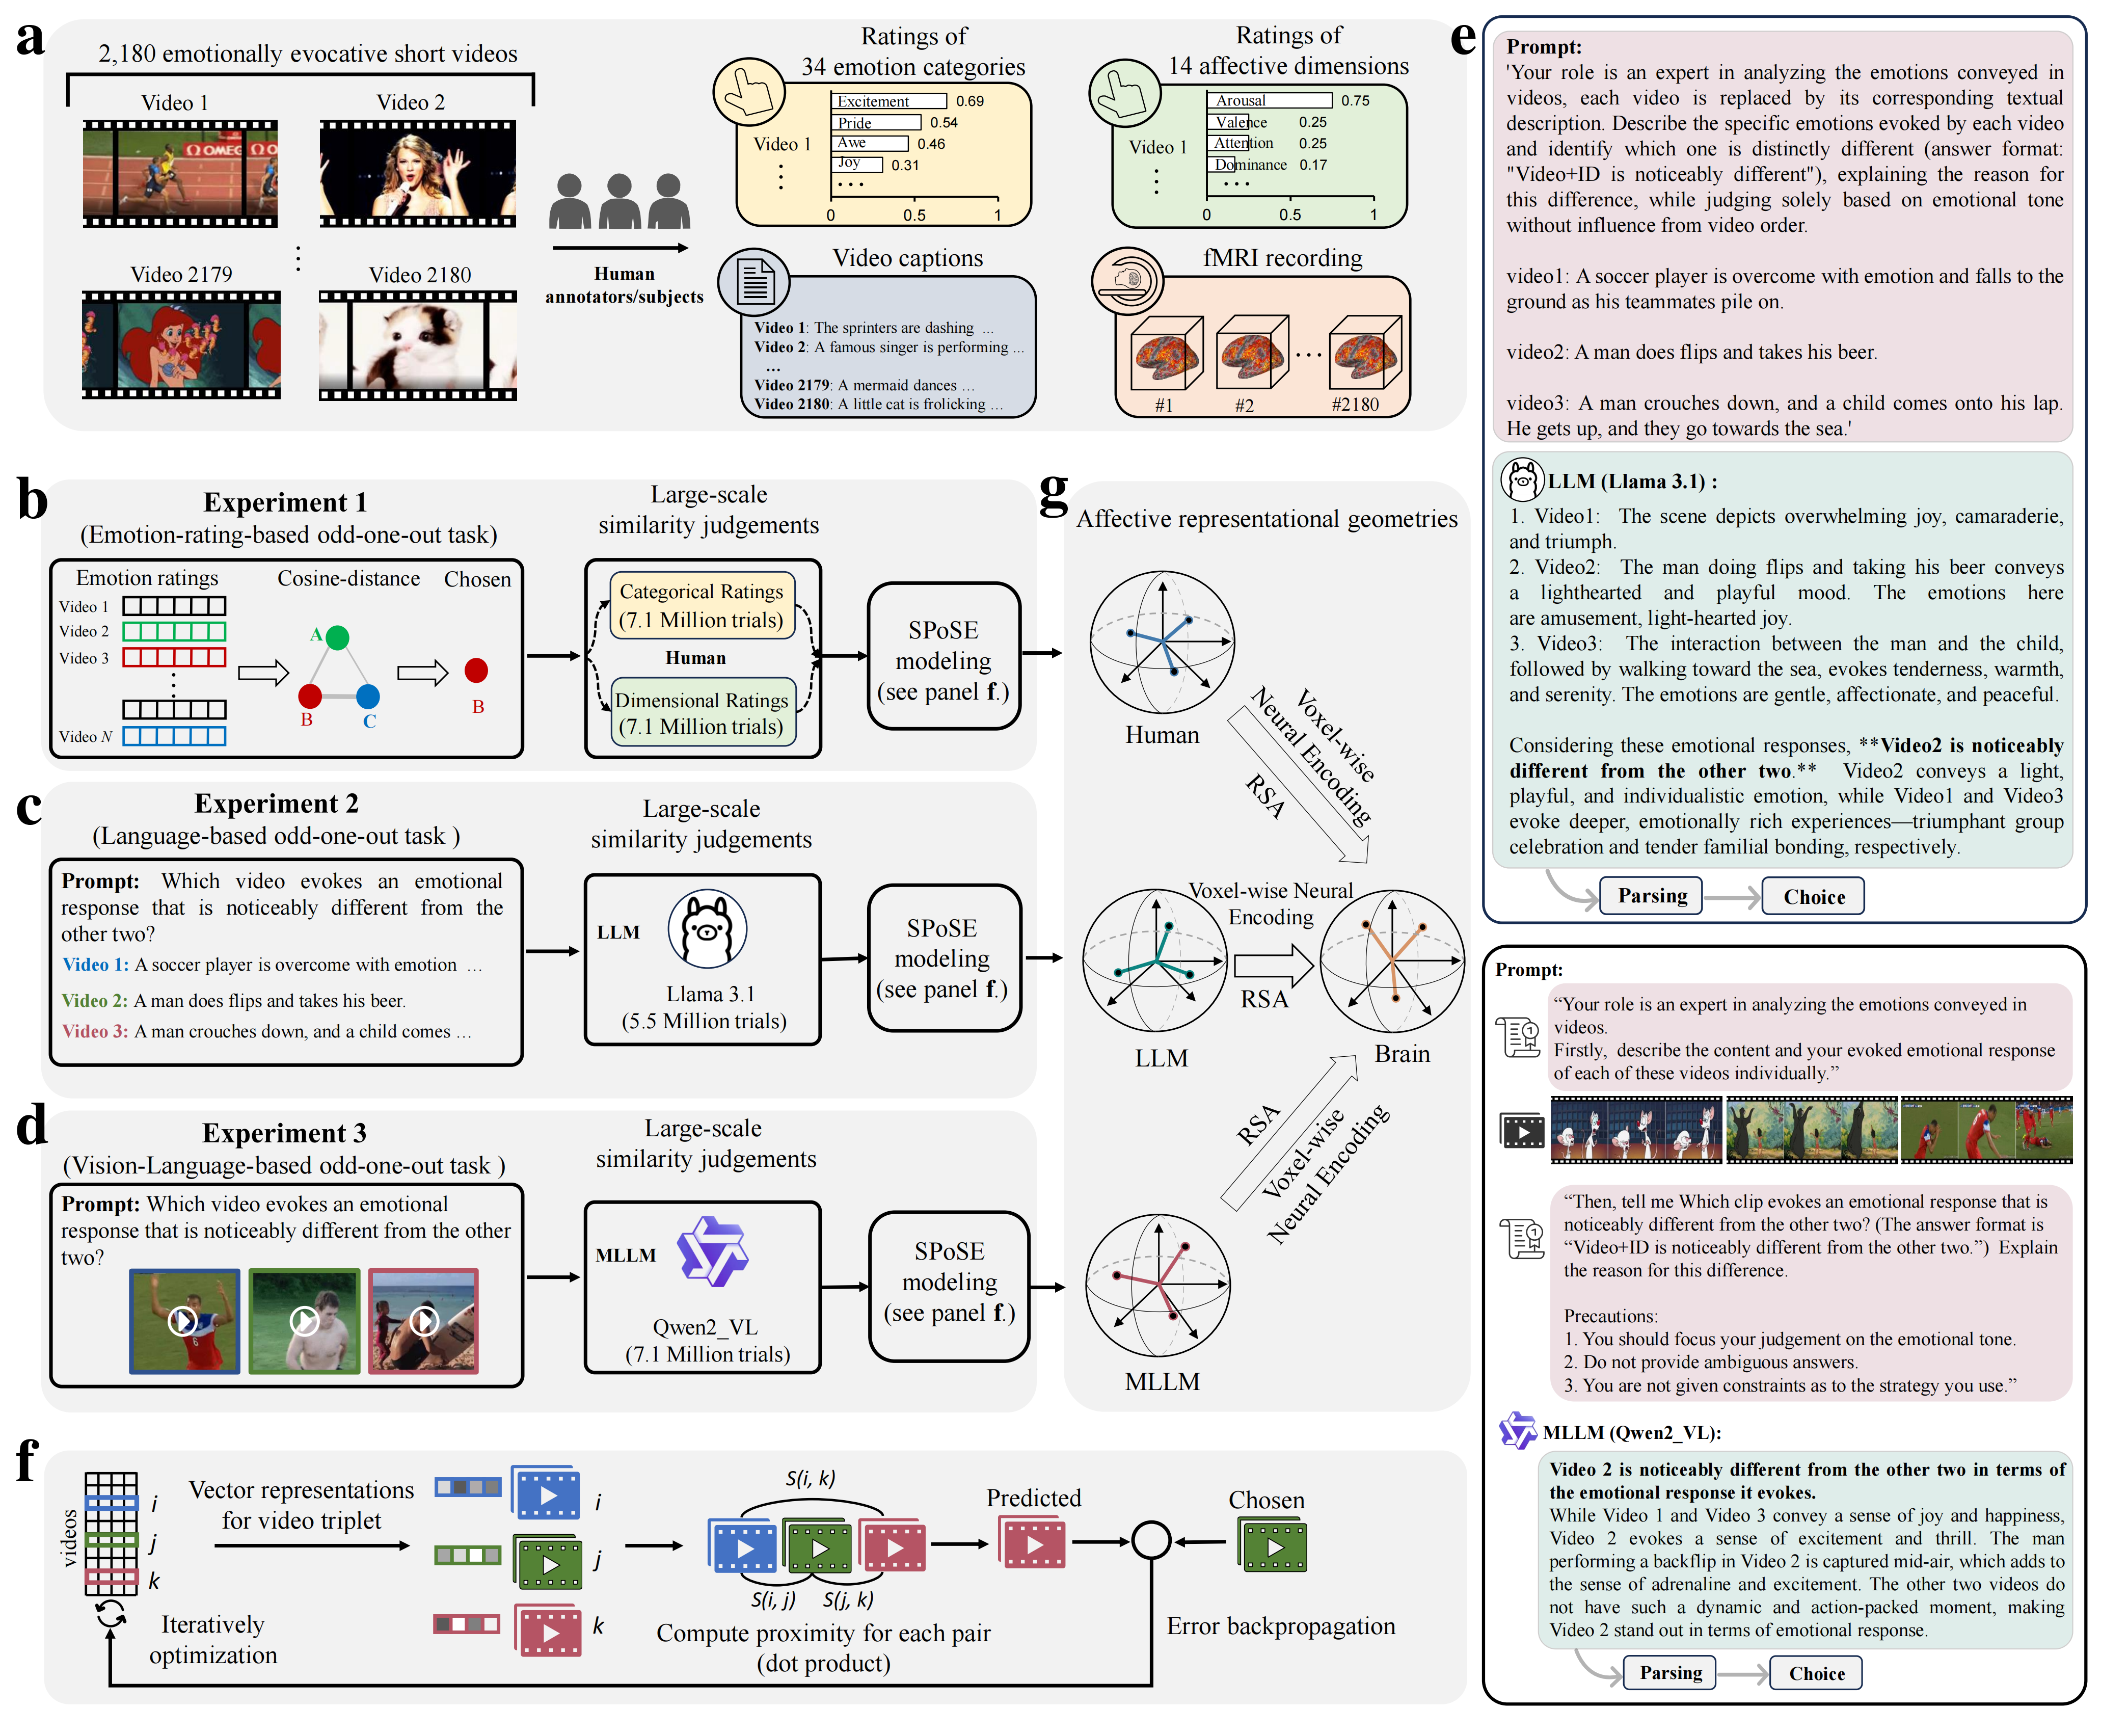 a
2,180 emotionally evocative short videos
Video 1
Video 2
OMEGA
Video 2179
Video 2180
Human
annotators/subjects
Ratings of
34 emotion categories
Video 1
Excitement 0.69
Pride 0.54
Awe 0.46
Joy 0.31
...
0 0.5 1
Ratings of
14 affective dimensions
Video 1
Arousal 0.75
Valence 0.25
Attention 0.25
Dominance 0.17
...
0 0.5 1
Video captions
Video 1: The sprinters are dashing ...
Video 2: A famous singer is performing ...
...
Video 2179: A mermaid dances ...
Video 2180: A little cat is frolicking ...
fMRI recording
#1 #2 ... #2180
b
Experiment 1
(Emotion-rating-based odd-one-out task)
Emotion ratings
Video 1
Video 2
Video 3
Video N
Cosine-distance
A
B
C
Chosen
B
Large-scale
similarity judgements
Categorical Ratings
(7.1 Million trials)
Human
Dimensional Ratings
(7.1 Million trials)
SPoSE
modeling
(see panel f.)
c
Experiment 2
(Language-based odd-one-out task )
Prompt: Which video evokes an emotional
response that is noticeably different from the
other two?
Video 1: A soccer player is overcome with emotion ...
Video 2: A man does flips and takes his beer.
Video 3: A man crouches down, and a child comes ...
Large-scale
similarity judgements
LLM
Llama 3.1
(5.5 Million trials)
SPoSE
modeling
(see panel f.)
d
Experiment 3
(Vision-Language-based odd-one-out task )
Prompt: Which video evokes an emotional
response that is noticeably different from the other
two?
Large-scale
similarity judgements
MLLM
Qwen2_VL
(7.1 Million trials)
SPoSE
modeling
(see panel f.)
g
Affective representational geometries
Human
Voxel-wise
Neural Encoding
RSA
LLM
Voxel-wise Neural
Encoding
RSA
Brain
RSA
Voxel-wise
Neural Encoding
MLLM
f
videos
i
j
k
Iteratively
optimization
Vector representations
for video triplet
i
j
k
S(i, k)
S(i, j)
S(j, k)
Compute proximity for each pair
(dot product)
Predicted
Chosen
Error backpropagation
e
Prompt:
'Your role is an expert in analyzing the emotions conveyed in
videos, each video is replaced by its corresponding textual
description. Describe the specific emotions evoked by each video
and identify which one is distinctly different (answer format:
"Video+ID is noticeably different"), explaining the reason for
this difference, while judging solely based on emotional tone
without influence from video order.
video1: A soccer player is overcome with emotion and falls to the
ground as his teammates pile on.
video2: A man does flips and takes his beer.
video3: A man crouches down, and a child comes onto his lap.
He gets up, and they go towards the sea.'
LLM (Llama 3.1) :
1. Video1: The scene depicts overwhelming joy, camaraderie,
and triumph.
2. Video2: The man doing flips and taking his beer conveys
a lighthearted and playful mood. The emotions here
are amusement, light-hearted joy.
3. Video3: The interaction between the man and the child,
followed by walking toward the sea, evokes tenderness, warmth,
and serenity. The emotions are gentle, affectionate, and peaceful.
Considering these emotional responses, **Video2 is noticeably
different from the other two.** Video2 conveys a light,
playful, and individualistic emotion, while Video1 and Video3
evoke deeper, emotionally rich experiences—triumphant group
celebration and tender familial bonding, respectively.
Parsing
Choice
Prompt:
“Your role is an expert in analyzing the emotions conveyed in
videos.
Firstly, describe the content and your evoked emotional response
of each of these videos individually.”
“Then, tell me Which clip evokes an emotional response that is
noticeably different from the other two? (The answer format is
“Video+ID is noticeably different from the other two.”) Explain
the reason for this difference.
Precautions:
1. You should focus your judgement on the emotional tone.
2. Do not provide ambiguous answers.
3. You are not given constraints as to the strategy you use.”
MLLM (Qwen2_VL):
Video 2 is noticeably different from the other two in terms of
the emotional response it evokes.
While Video 1 and Video 3 convey a sense of joy and happiness,
Video 2 evokes a sense of excitement and thrill. The man
performing a backflip in Video 2 is captured mid-air, which adds to
the sense of adrenaline and excitement. The other two videos do
not have such a dynamic and action-packed moment, making
Video 2 stand out in terms of emotional response.
Parsing
Choice